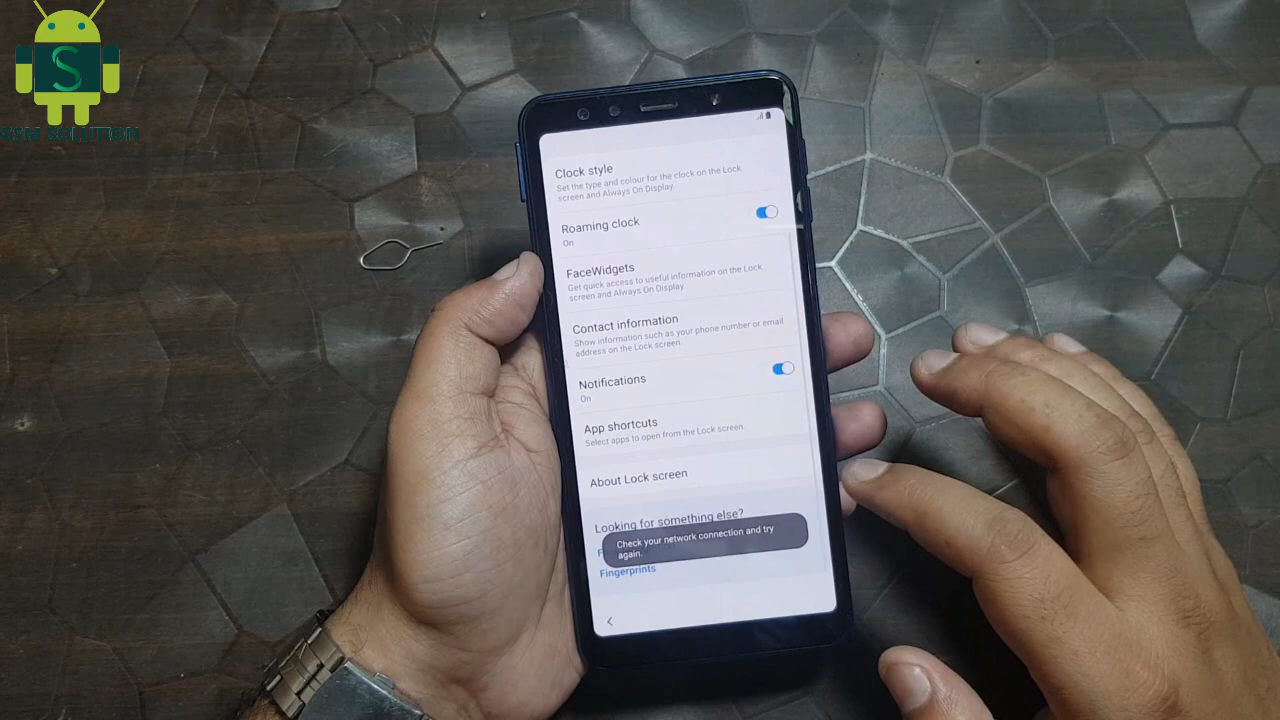 S
GSM SOLUTION
Clock style
Set the type and colour for the clock on the Lock
screen and Always On Display.
Roaming clock
On
FaceWidgets
Get quick access to useful information on the Lock
screen and Always On Display.
Contact information
Show information such as your phone number or email
address on the Lock screen.
Notifications
On
App shortcuts
Select apps to open from the Lock screen.
About Lock screen
Looking for something else?
Check your network connection and try
again.
F
Fingerprints